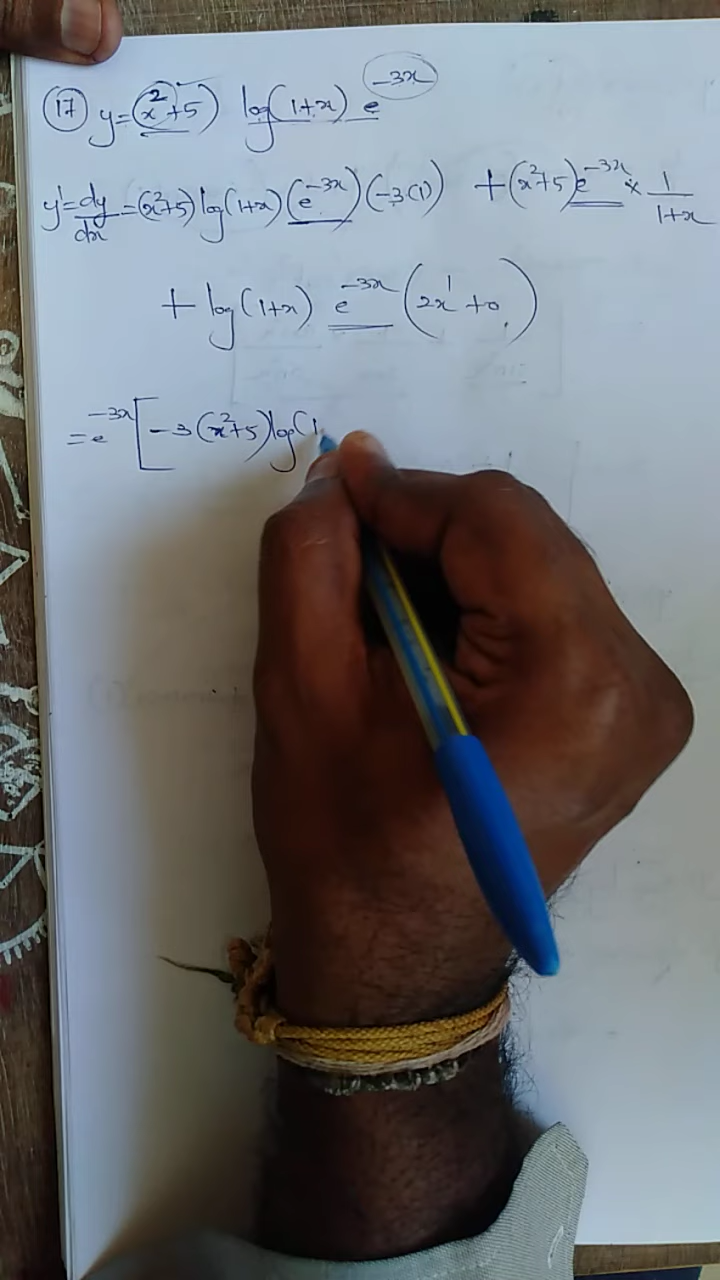 17 y=(x²+5) log(1+x) e⁻³ˣ
y'=dy/dx=(x²+5) log(1+x) (e⁻³ˣ) (-3(1)) +(x²+5)e⁻³ˣ × 1/1+x
+ log(1+x) e⁻³ˣ (2x¹+0)
=e⁻³ˣ[-3(x²+5)log(1